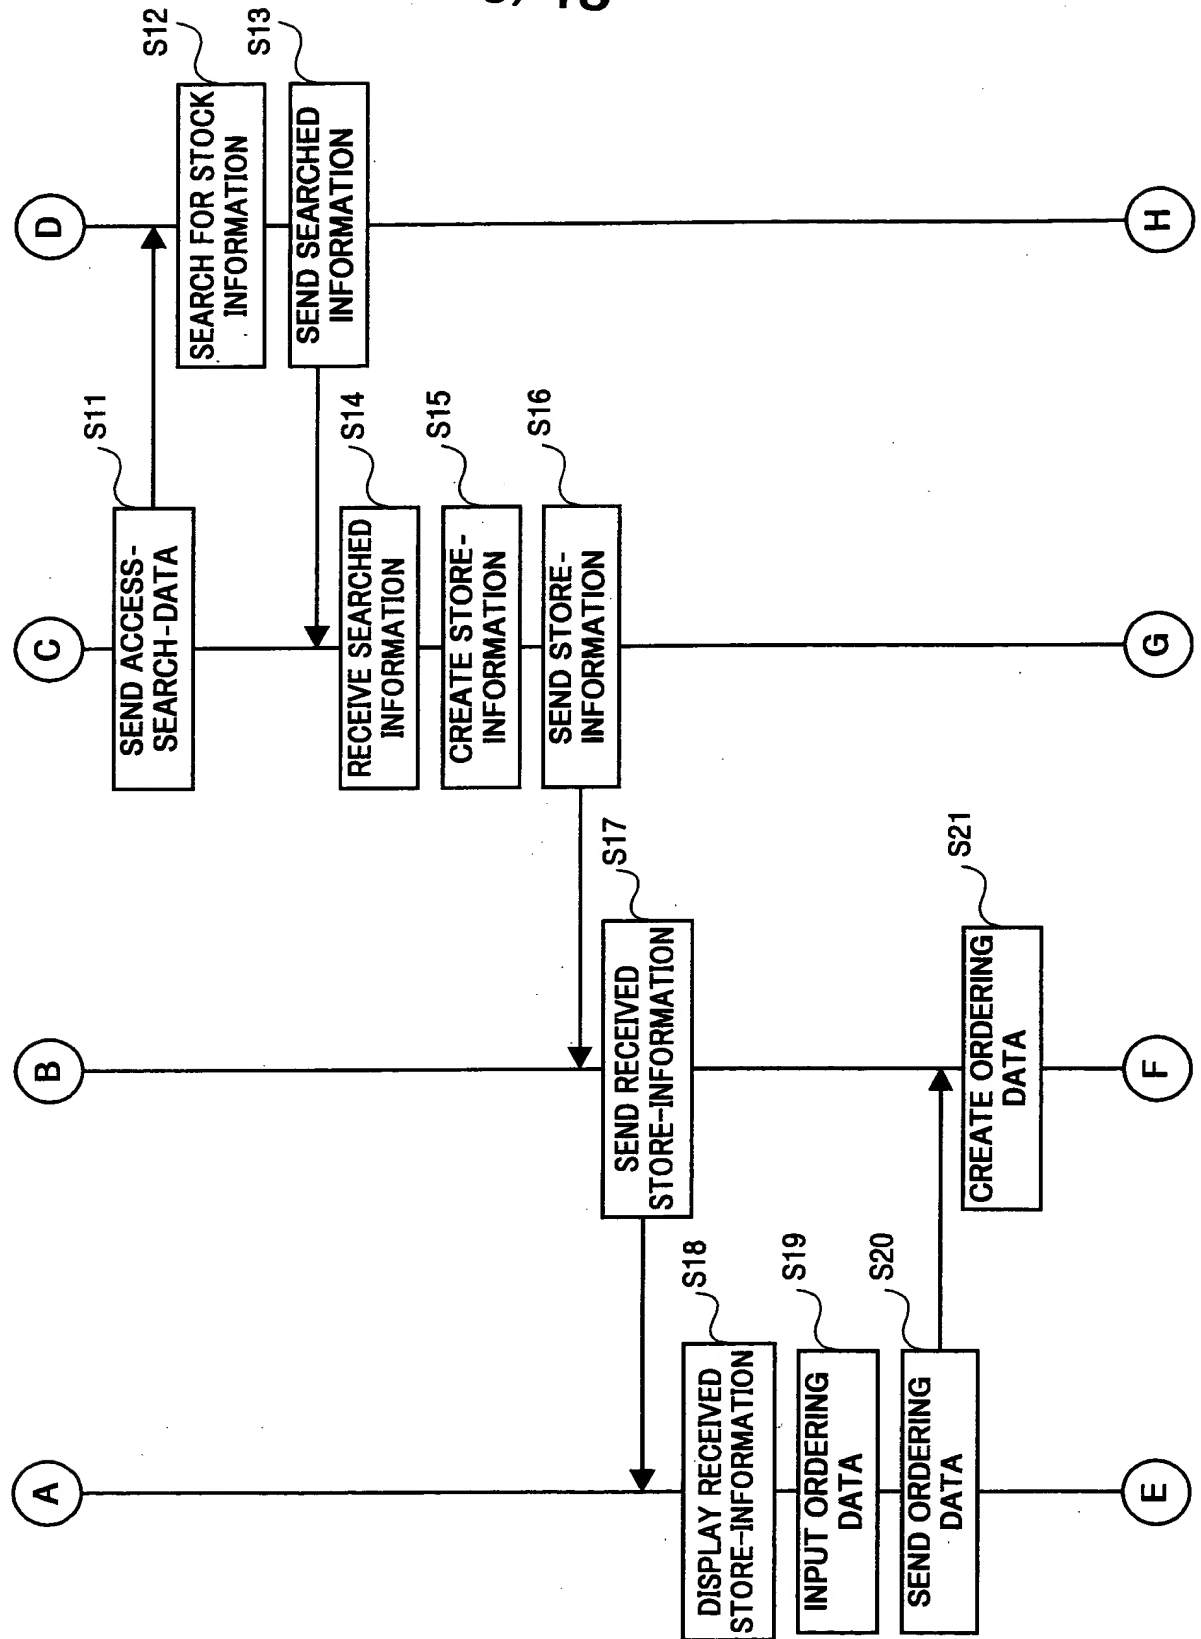 A
B
C
D
SEND ACCESS-
SEARCH-DATA
S11
SEARCH FOR STOCK
INFORMATION
S12
SEND SEARCHED
INFORMATION
S13
RECEIVE SEARCHED
INFORMATION
S14
CREATE STORE-
INFORMATION
S15
SEND STORE-
INFORMATION
S16
SEND RECEIVED
STORE-INFORMATION
S17
DISPLAY RECEIVED
STORE-INFORMATION
S18
INPUT ORDERING
DATA
S19
SEND ORDERING
DATA
S20
CREATE ORDERING
DATA
S21
E
F
G
H